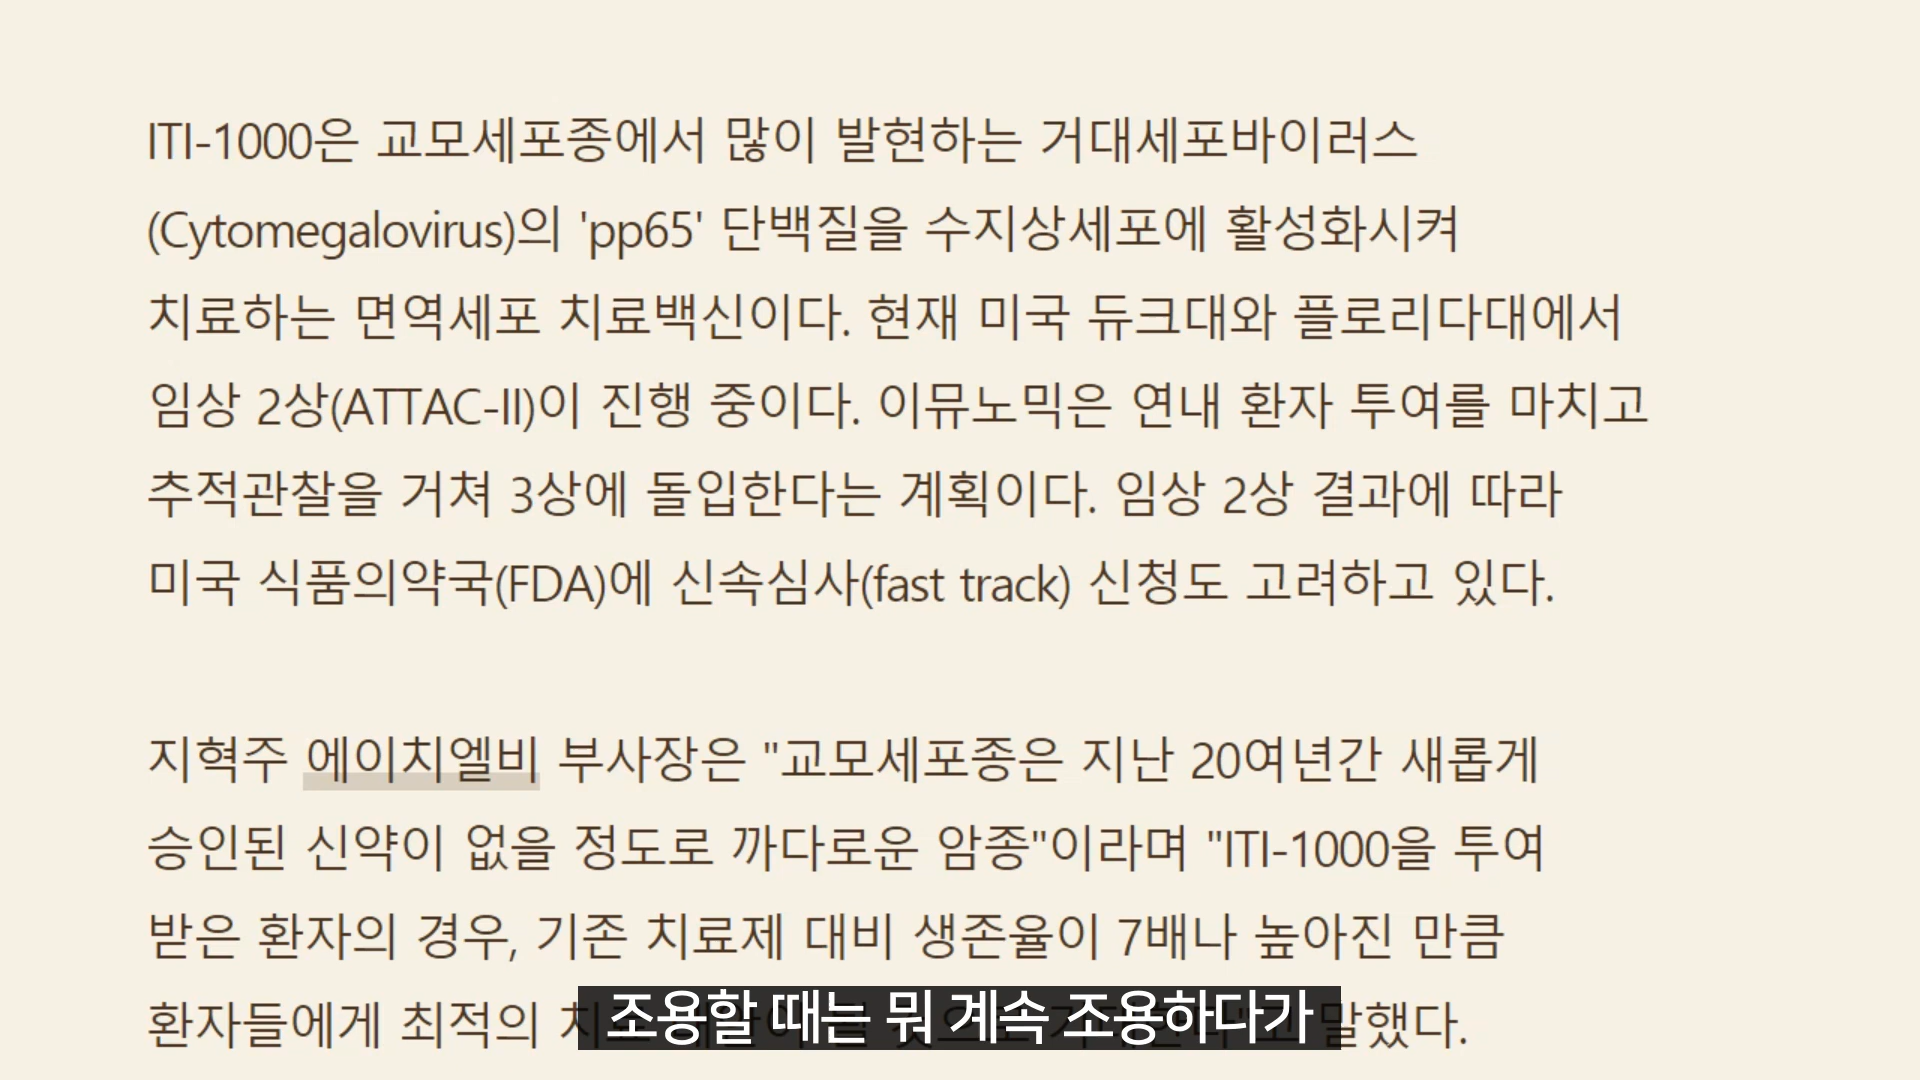 ITI-1000은 교모세포종에서 많이 발현하는 거대세포바이러스
(Cytomegalovirus)의 'pp65' 단백질을 수지상세포에 활성화시켜
치료하는 면역세포 치료백신이다. 현재 미국 듀크대와 플로리다대에서
임상 2상(ATTAC-II)이 진행 중이다. 이뮤노믹은 연내 환자 투여를 마치고
추적관찰을 거쳐 3상에 돌입한다는 계획이다. 임상 2상 결과에 따라
미국 식품의약국(FDA)에 신속심사(fast track) 신청도 고려하고 있다.
지혁주 에이치엘비 부사장은 "교모세포종은 지난 20여년간 새롭게
승인된 신약이 없을 정도로 까다로운 암종"이라며 "ITI-1000을 투여
받은 환자의 경우, 기존 치료제 대비 생존율이 7배나 높아진 만큼
환자들에게 최적의 말했다.
조용할 때는 뭐 계속 조용하다가